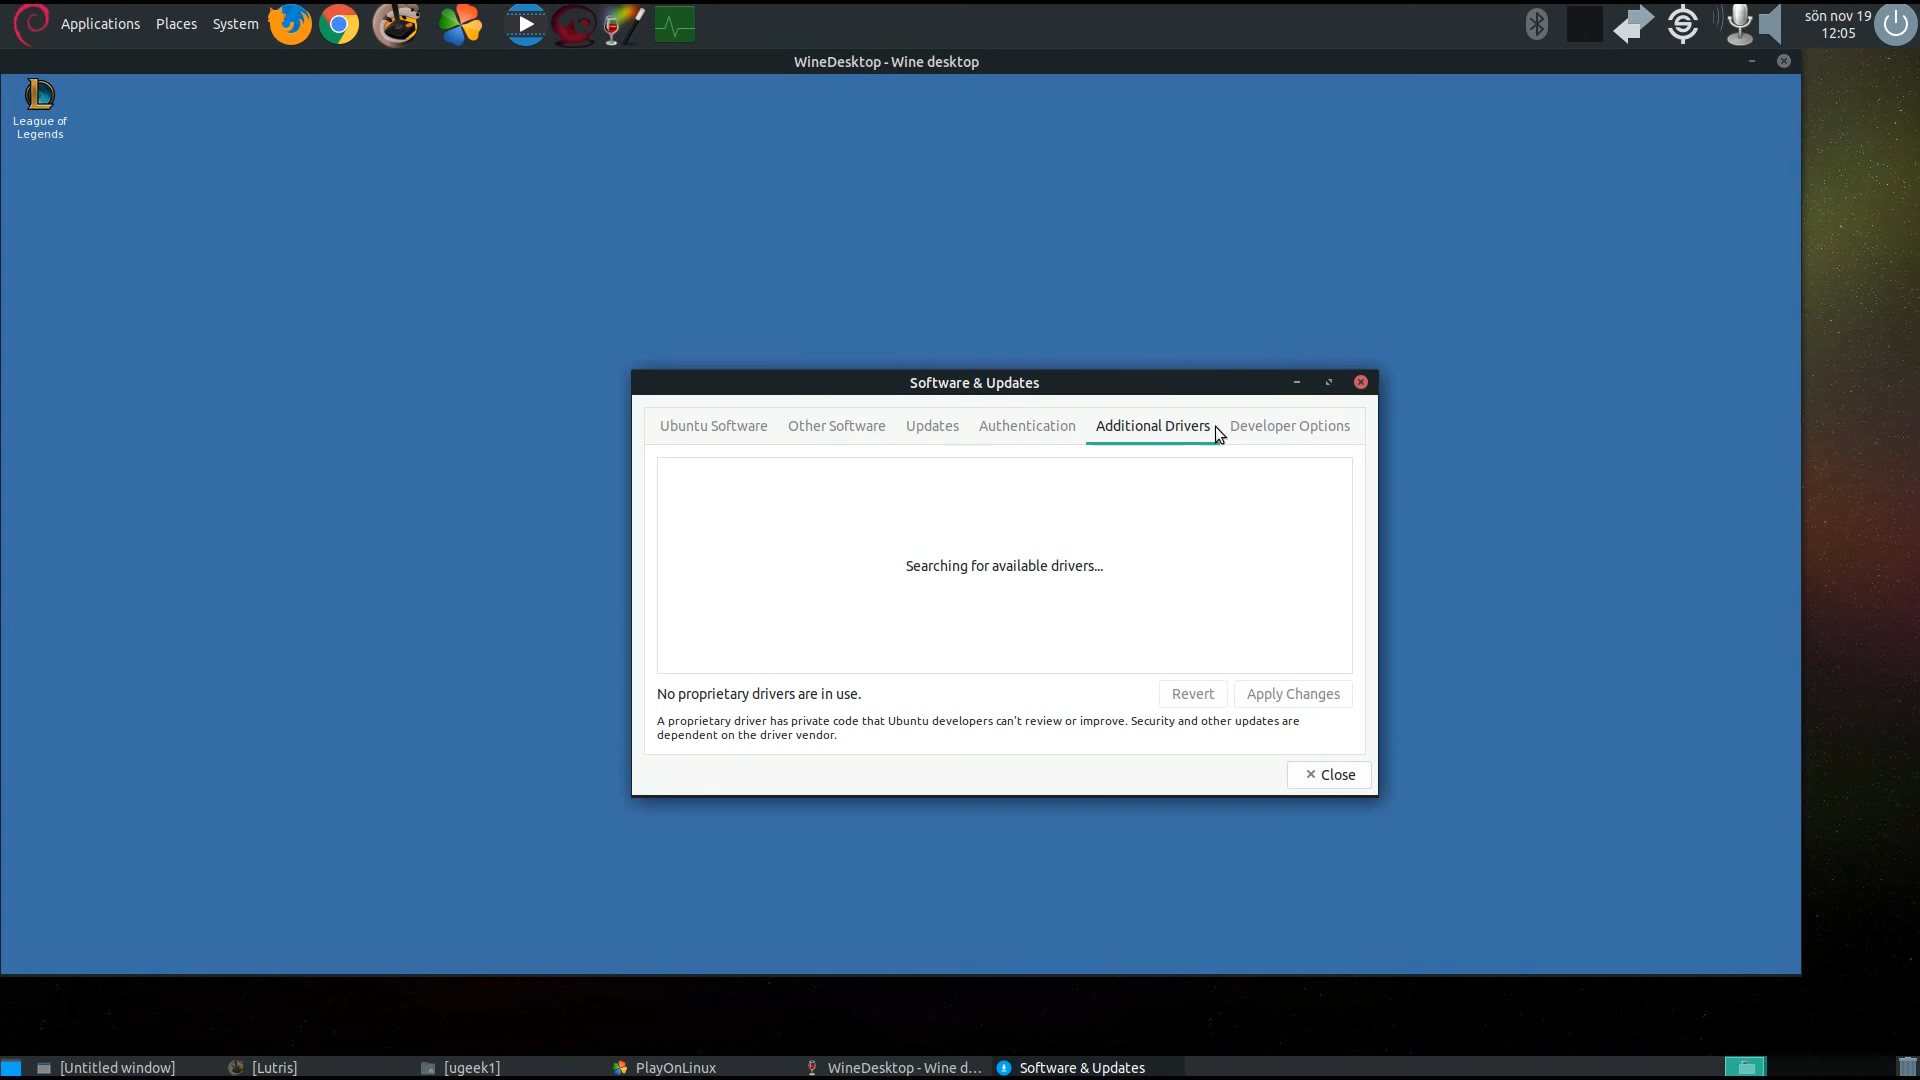 Applications Places System
sön nov 19
12:05
WineDesktop - Wine desktop
League of
Legends
Software & Updates
Ubuntu Software Other Software Updates Authentication Additional Drivers Developer Options
Searching for available drivers...
No proprietary drivers are in use.
Revert Apply Changes
A proprietary driver has private code that Ubuntu developers can't review or improve. Security and other updates are
dependent on the driver vendor.
Close
[Untitled window] [Lutris] [ugeek1] PlayOnLinux WineDesktop - Wine d... Software & Updates